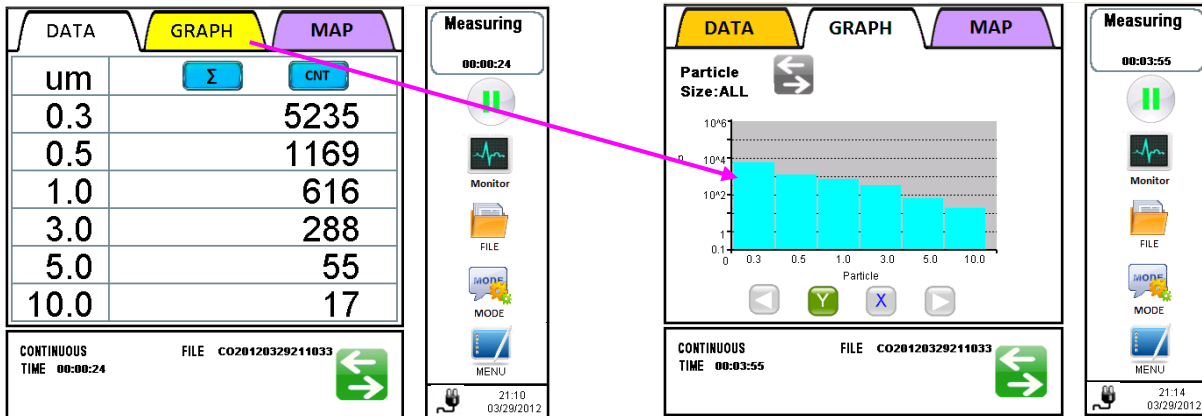 DATA GRAPH MAP
um Σ CNT
0.3 5235
0.5 1169
1.0 616
3.0 288
5.0 55
10.0 17
CONTINUOUS FILE CO20120329211033
TIME 00:00:24
Measuring
00:00:24
Monitor
FILE
MODE
MODE
MENU
21:10
03/29/2012
DATA GRAPH MAP
Particle
Size:ALL
10^6
10^4
10^2
1
0.1
0 0.3 0.5 1.0 3.0 5.0 10.0
Particle
Y X
CONTINUOUS FILE CO20120329211033
TIME 00:03:55
Measuring
00:03:55
Monitor
FILE
MODE
MODE
MENU
21:14
03/29/2012